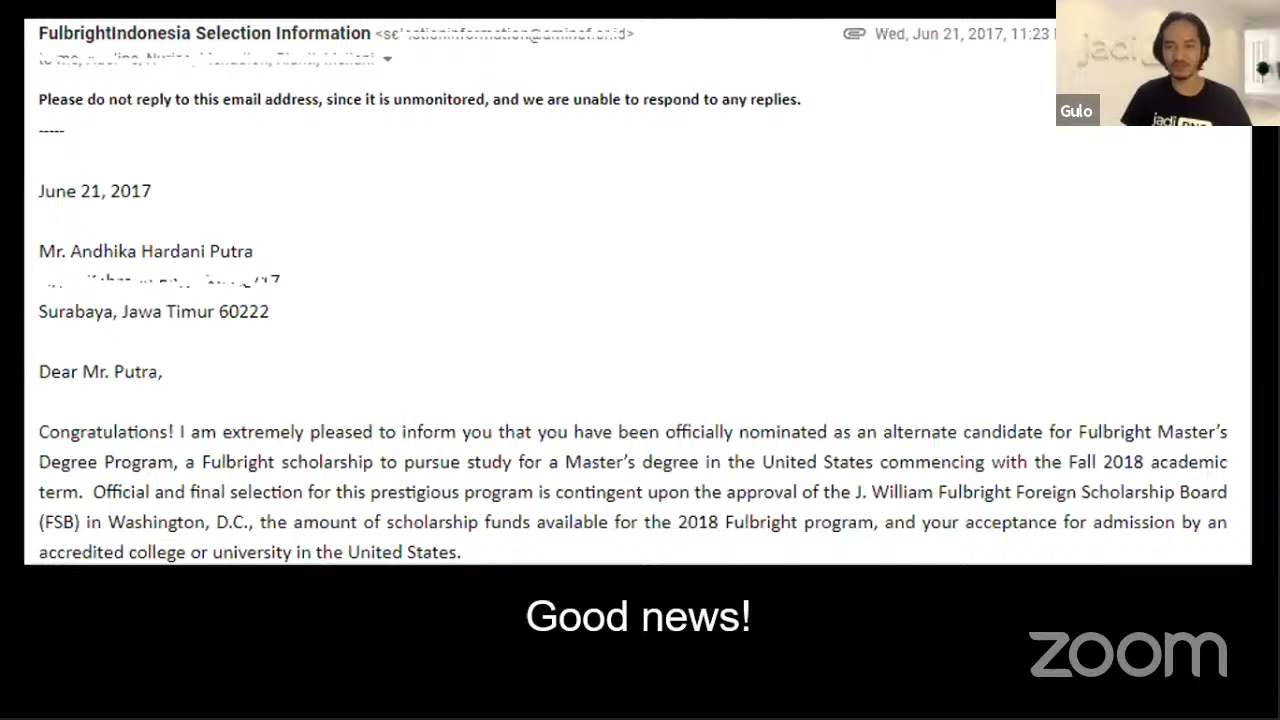 FulbrightIndonesia Selection Information
Wed, Jun 21, 2017, 11:23
Please do not reply to this email address, since it is unmonitored, and we are unable to respond to any replies.
-----
jadi
jadi
Gulo
June 21, 2017
Mr. Andhika Hardani Putra
Surabaya, Jawa Timur 60222
Dear Mr. Putra,
Congratulations! I am extremely pleased to inform you that you have been officially nominated as an alternate candidate for Fulbright Master's
Degree Program, a Fulbright scholarship to pursue study for a Master's degree in the United States commencing with the Fall 2018 academic
term. Official and final selection for this prestigious program is contingent upon the approval of the J. William Fulbright Foreign Scholarship Board
(FSB) in Washington, D.C., the amount of scholarship funds available for the 2018 Fulbright program, and your acceptance for admission by an
accredited college or university in the United States.
Good news!
zoom